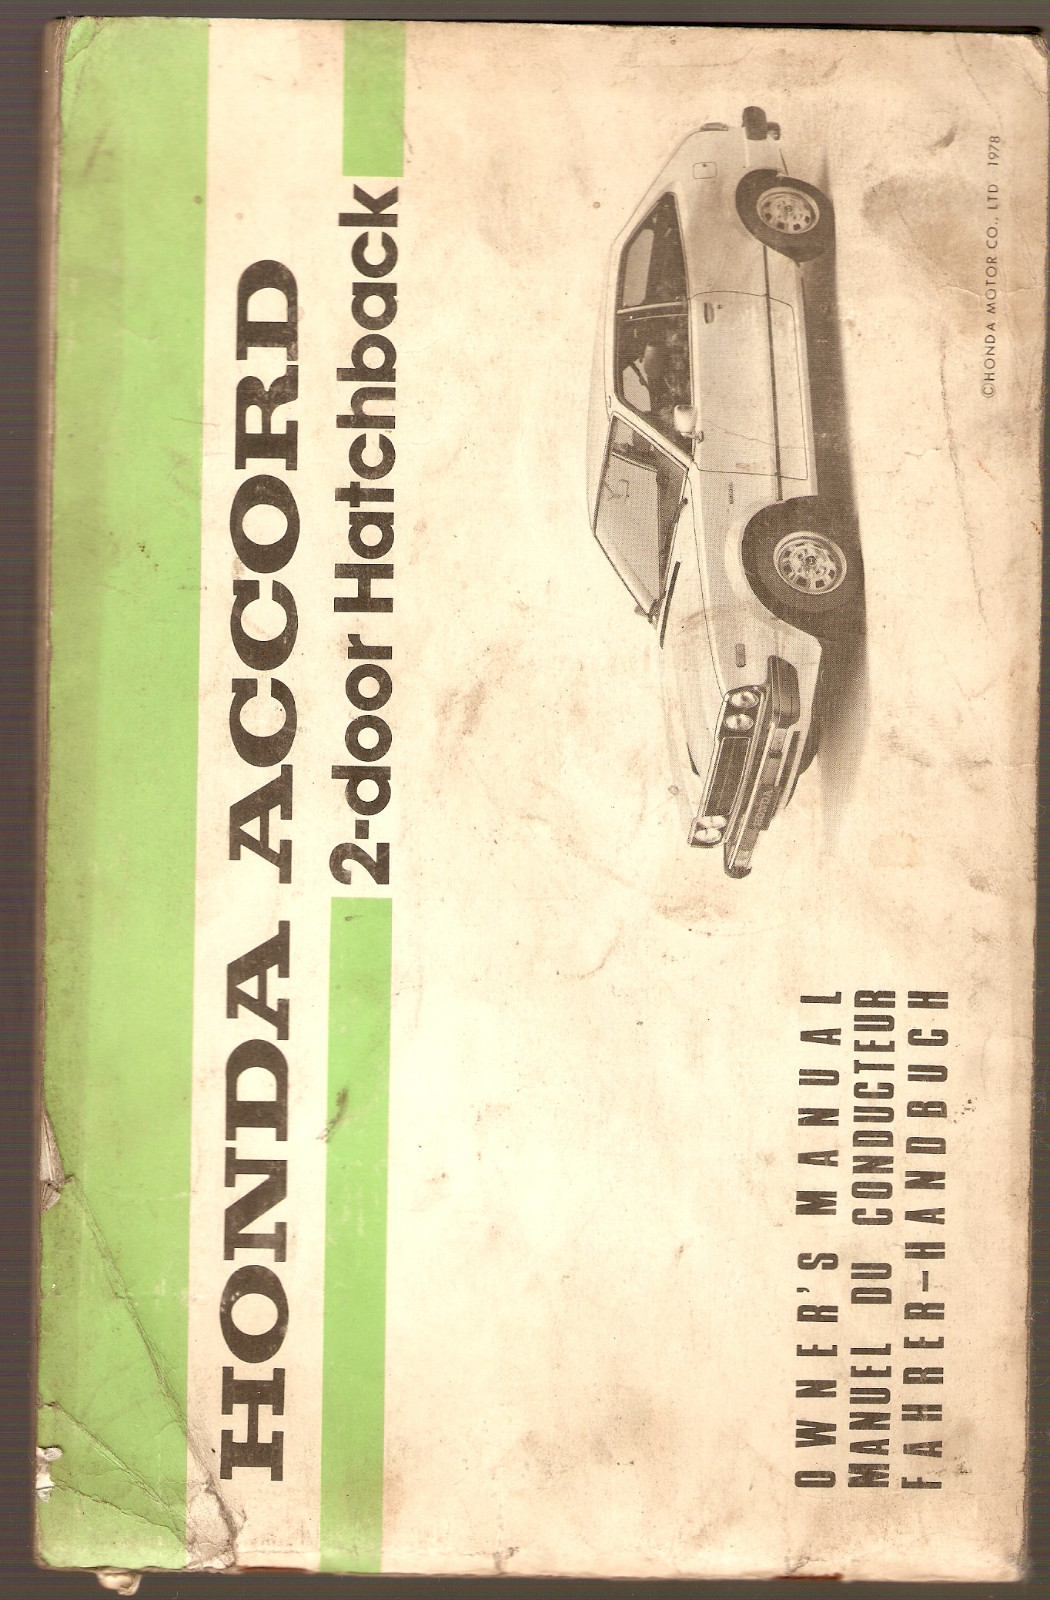 HONDA ACCORD
2-door Hatchback
©HONDA MOTOR CO., LTD 1978
OWNER'S MANUAL
MANUEL DU CONDUCTEUR
FAHRER-HANDBUCH